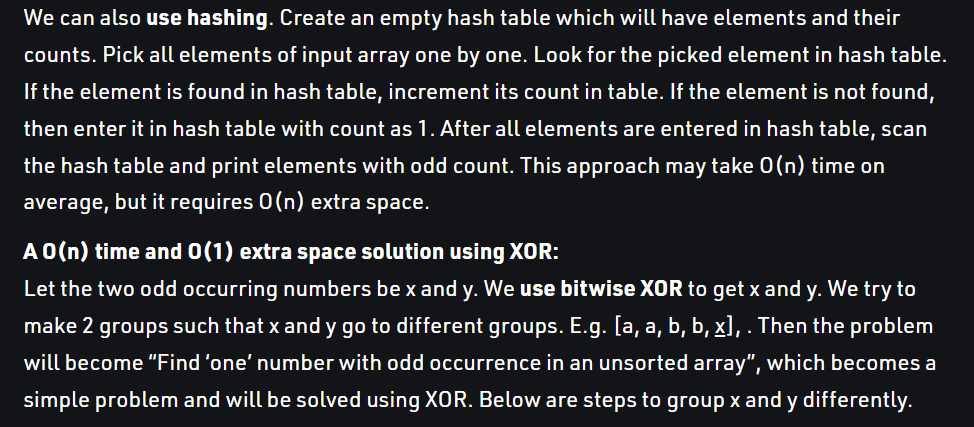 We can also use hashing. Create an empty hash table which will have elements and their
counts. Pick all elements of input array one by one. Look for the picked element in hash table.
If the element is found in hash table, increment its count in table. If the element is not found,
then enter it in hash table with count as 1. After all elements are entered in hash table, scan
the hash table and print elements with odd count. This approach may take O(n) time on
average, but it requires O(n) extra space.
A O(n) time and O(1) extra space solution using XOR:
Let the two odd occurring numbers be x and y. We use bitwise XOR to get x and y. We try to
make 2 groups such that x and y go to different groups. E.g. [a, a, b, b, x], . Then the problem
will become “Find ‘one’ number with odd occurrence in an unsorted array”, which becomes a
simple problem and will be solved using XOR. Below are steps to group x and y differently.